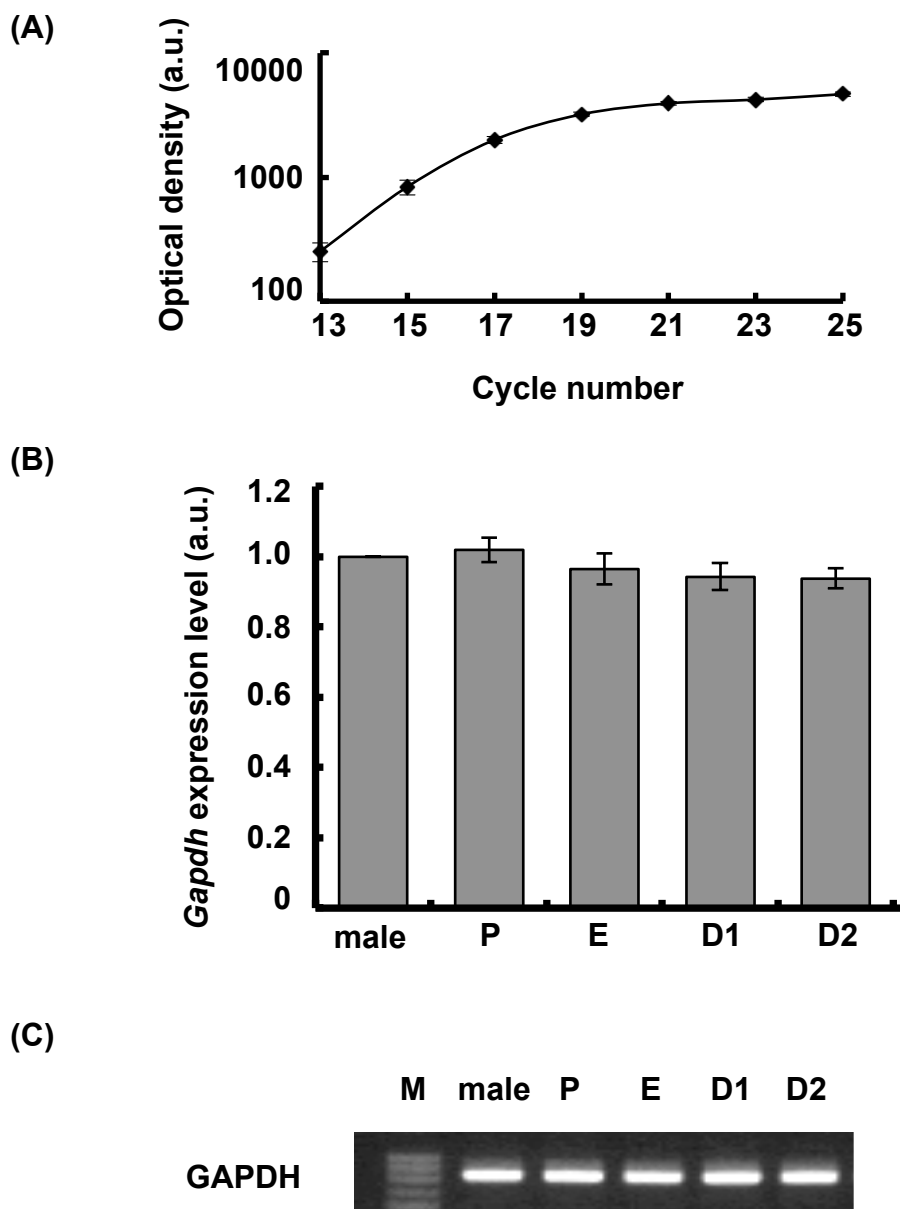 (A)
Optical density (a.u.)
10000
1000
100
13 15 17 19 21 23 25
Cycle number
(B)
Gapdh expression level (a.u.)
1.2
1.0
0.8
0.6
0.4
0.2
0
male P E D1 D2
(C)
M male P E D1 D2
GAPDH